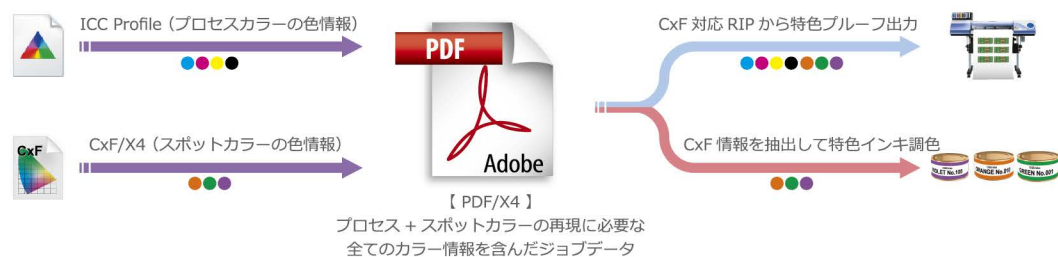 ICC Profile（プロセスカラーの色情報）
CxF
CxF/X4（スポットカラーの色情報）
PDF
Adobe
【 PDF/X4 】
プロセス + スポットカラーの再現に必要な
全てのカラー情報を含んだジョブデータ
CxF 対応 RIP から特色プルーフ出力
CxF 情報を抽出して特色インキ調色
VIOLET No.105
ORANGE No.010
GREEN No.001